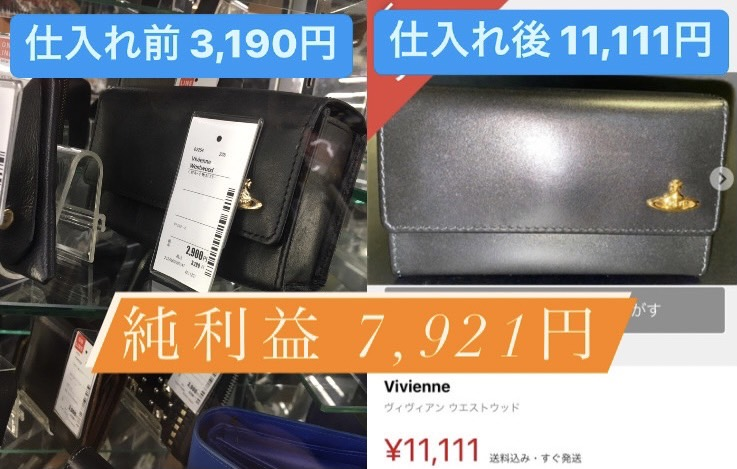 仕入れ前 3,190円
仕入れ後 11,111円
Vivienne
Westwood
2,900
純利益 7,921円
がす
Vivienne
ヴィヴィアン ウエストウッド
¥11,111 送料込み・すぐ発送